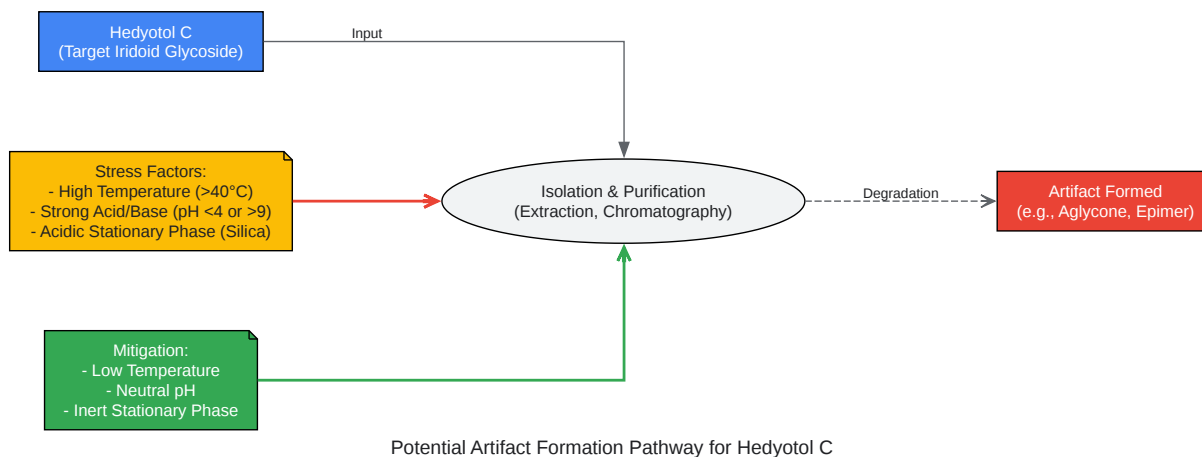 Hedyotol C
(Target Iridoid Glycoside)
Input
Stress Factors:
- High Temperature (>40°C)
- Strong Acid/Base (pH <4 or >9)
- Acidic Stationary Phase (Silica)
Isolation & Purification
(Extraction, Chromatography)
Degradation
Artifact Formed
(e.g., Aglycone, Epimer)
Mitigation:
- Low Temperature
- Neutral pH
- Inert Stationary Phase
Potential Artifact Formation Pathway for Hedyotol C